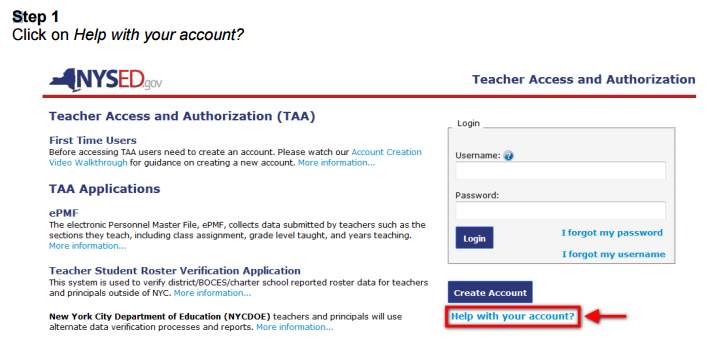 Step 1
Click on Help with your account?
NYSED.gov
Teacher Access and Authorization
Teacher Access and Authorization (TAA)
First Time Users
Before accessing TAA users need to create an account. Please watch our Account Creation
Video Walkthrough for guidance on creating a new account. More information...
TAA Applications
ePMF
The electronic Personnel Master File, ePMF, collects data submitted by teachers such as the
sections they teach, including class assignment, grade level taught, and years teaching.
More information...
Teacher Student Roster Verification Application
This system is used to verify district/BOCES/charter school reported roster data for teachers
and principals outside of NYC. More information...
New York City Department of Education (NYCDOE) teachers and principals will use
alternate data verification processes and reports. More information...
Login
Username: ?
Password:
Login
I forgot my password
I forgot my username
Create Account
Help with your account?